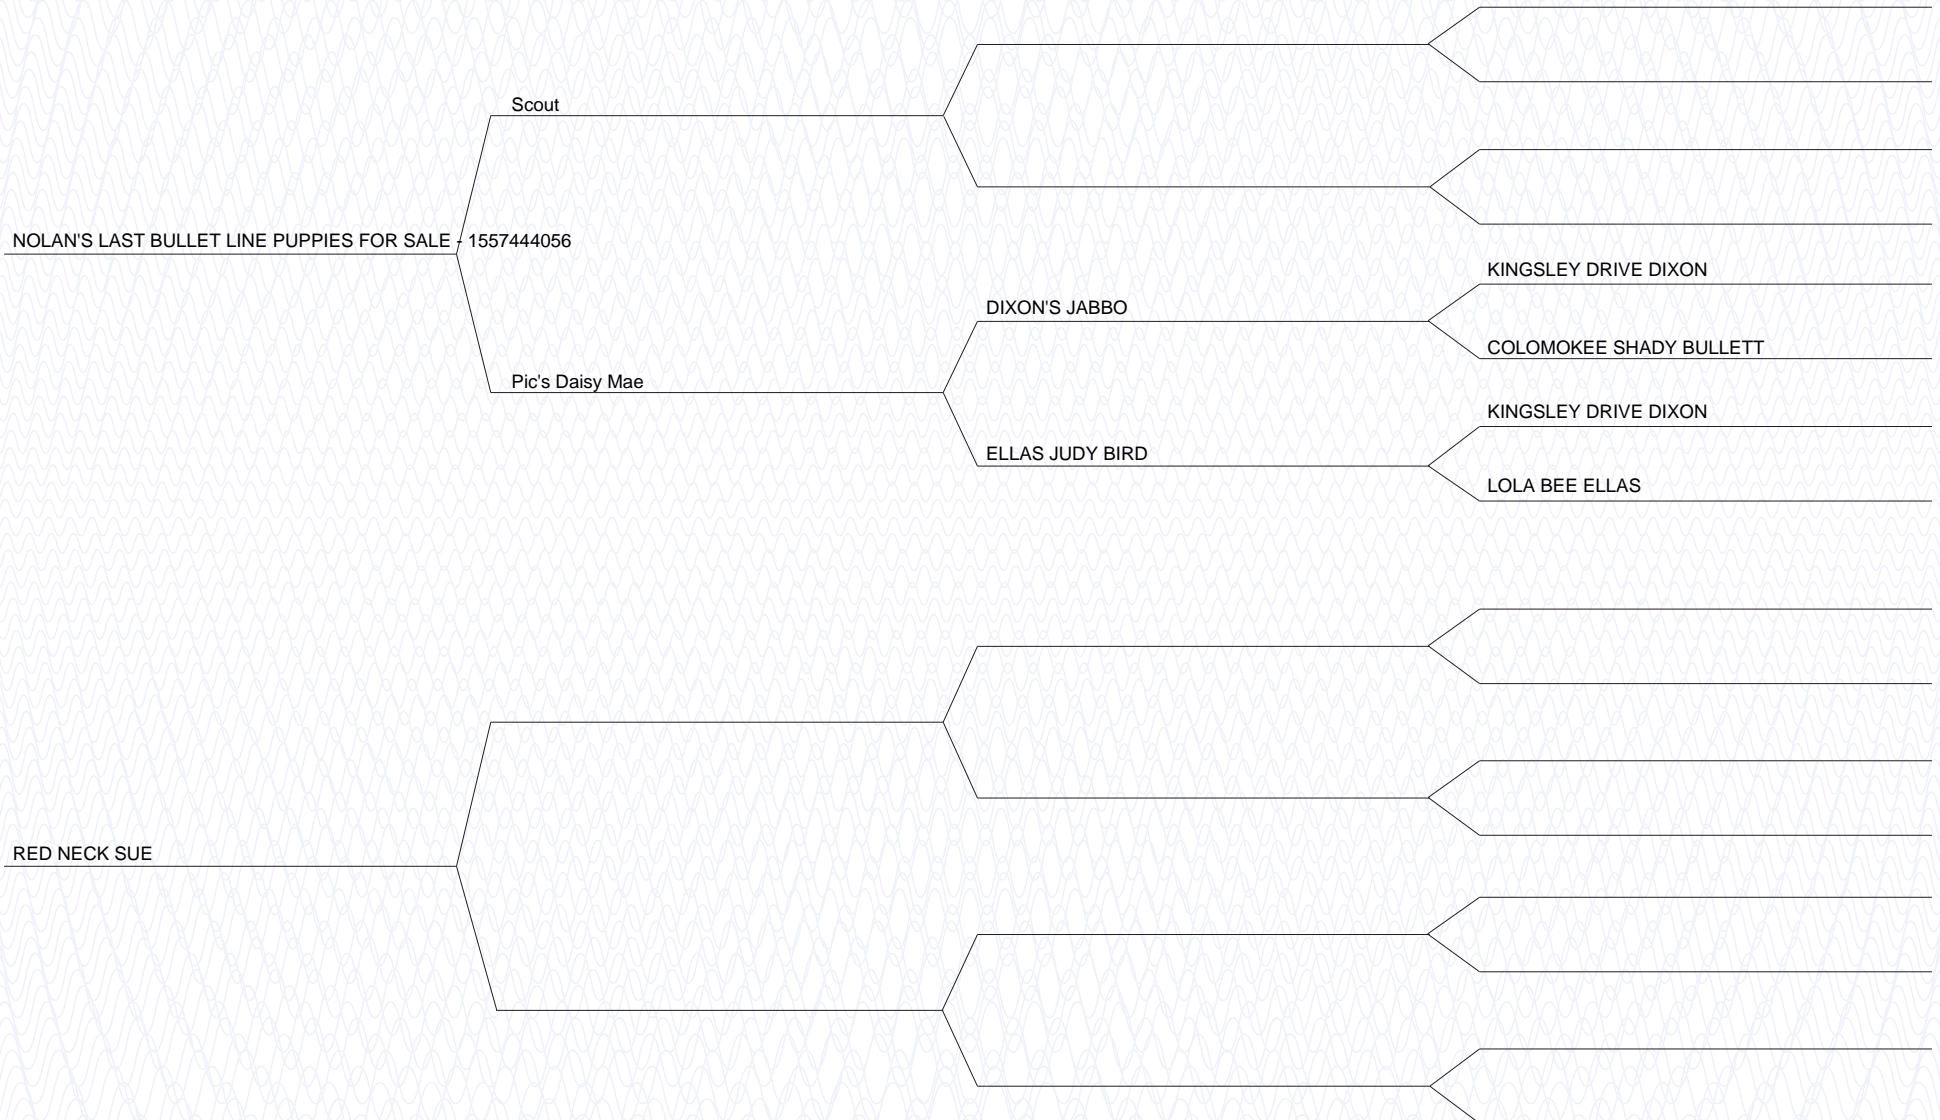 Scout
NOLAN'S LAST BULLET LINE PUPPIES FOR SALE - 1557444056
KINGSLEY DRIVE DIXON
DIXON'S JABBO
COLOMOKEE SHADY BULLETT
Pic's Daisy Mae
KINGSLEY DRIVE DIXON
ELLAS JUDY BIRD
LOLA BEE ELLAS
RED NECK SUE